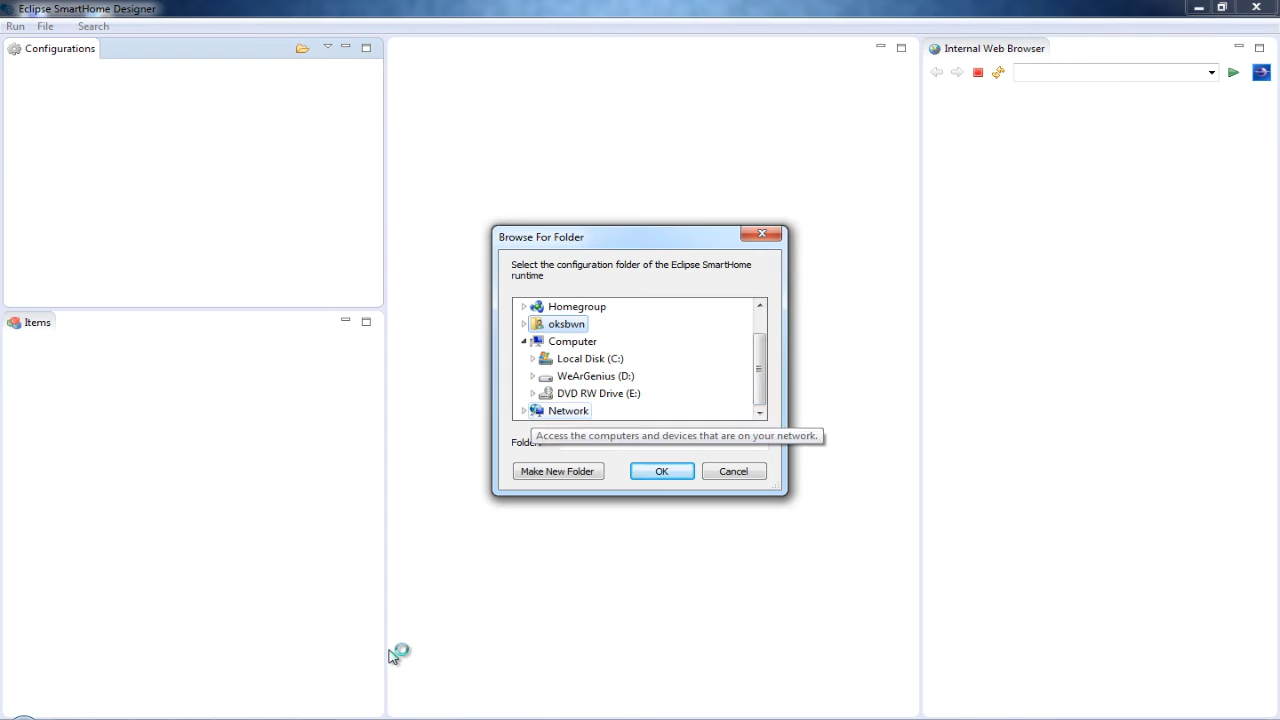 Eclipse SmartHome Designer
Run File Search
Configurations
Internal Web Browser
Items
Browse For Folder
Select the configuration folder of the Eclipse SmartHome
runtime
Homegroup
oksbwn
Computer
Local Disk (C:)
WeArGenius (D:)
DVD RW Drive (E:)
Network
Access the computers and devices that are on your network.
Folder:
Make New Folder OK Cancel